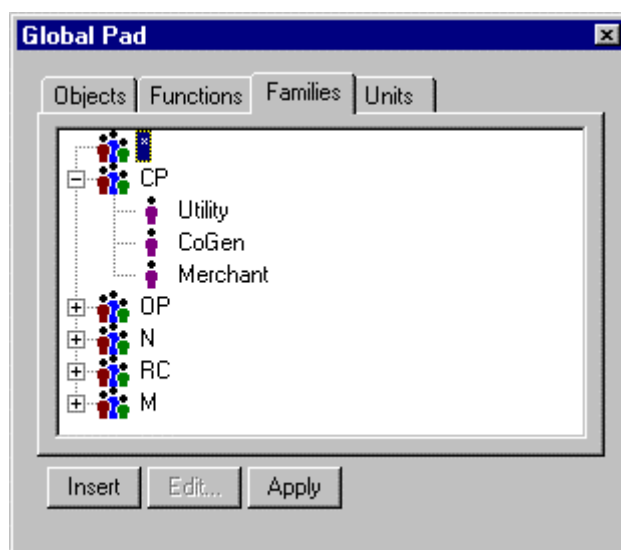 Global Pad
Objects Functions Families Units
*
CP
Utility
CoGen
Merchant
OP
N
RC
M
Insert Edit... Apply